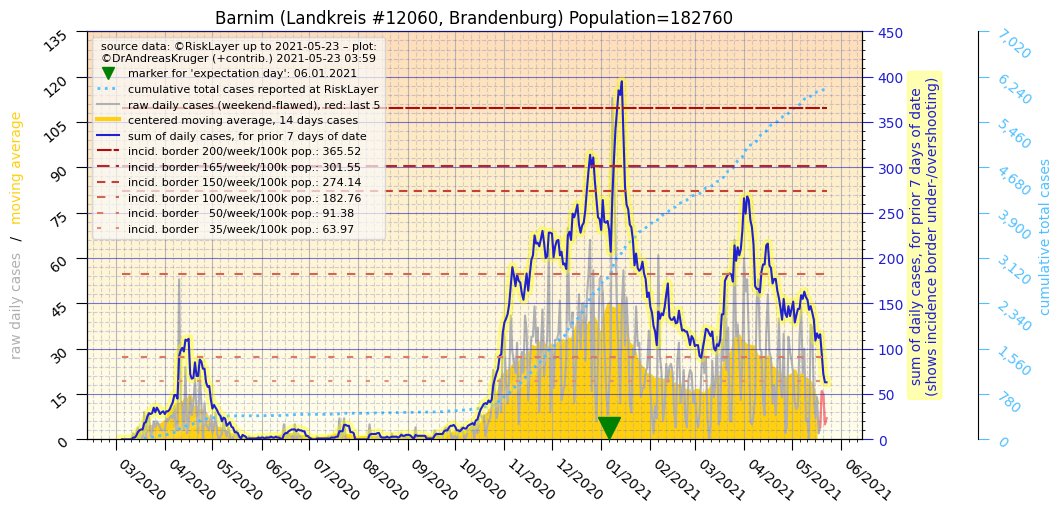 Barnim (Landkreis #12060, Brandenburg) Population=182760
source data: ©RiskLayer up to 2021-05-23 – plot:
©DrAndreasKruger (+contrib.) 2021-05-23 03:59
marker for 'expectation day': 06.01.2021
cumulative total cases reported at RiskLayer
raw daily cases (weekend-flawed), red: last 5
centered moving average, 14 days cases
sum of daily cases, for prior 7 days of date
incid. border 200/week/100k pop.: 365.52
incid. border 165/week/100k pop.: 301.55
incid. border 150/week/100k pop.: 274.14
incid. border 100/week/100k pop.: 182.76
incid. border 50/week/100k pop.: 91.38
incid. border 35/week/100k pop.: 63.97
raw daily cases / moving average
135
120
105
90
75
60
45
30
15
0
03/2020
04/2020
05/2020
06/2020
07/2020
08/2020
09/2020
10/2020
11/2020
12/2020
01/2021
02/2021
03/2021
04/2021
05/2021
06/2021
450
400
350
300
250
200
150
100
50
0
sum of daily cases, for prior 7 days of date
(shows incidence border under-/overshooting)
7,020
6,240
5,460
4,680
3,900
3,120
2,340
1,560
780
0
cumulative total cases